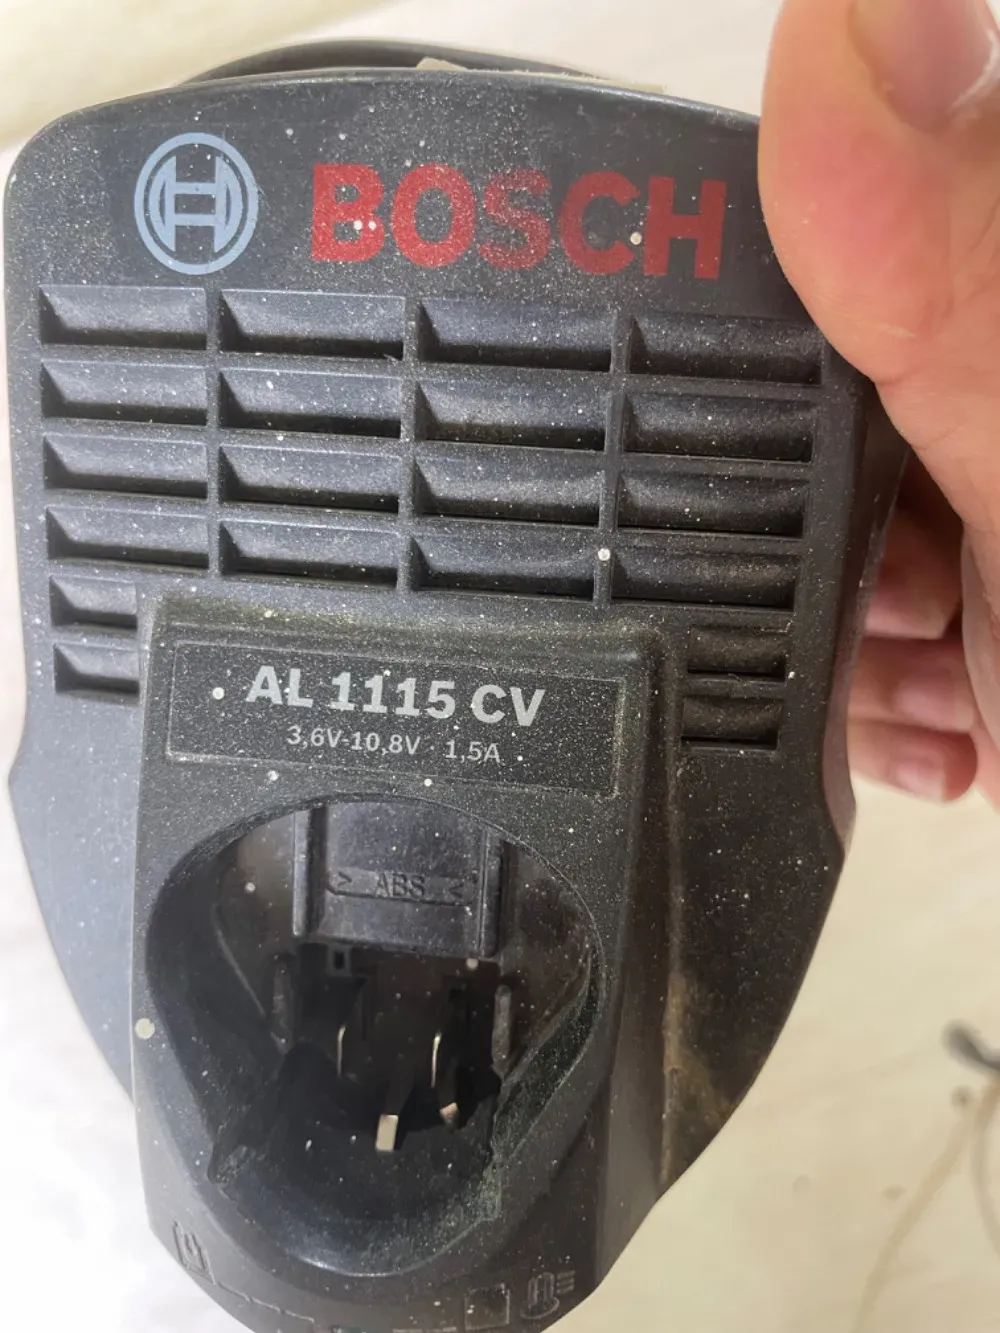 BOSCH
AL 1115 CV
3,6V-10,8V · 1,5A
> ABS <